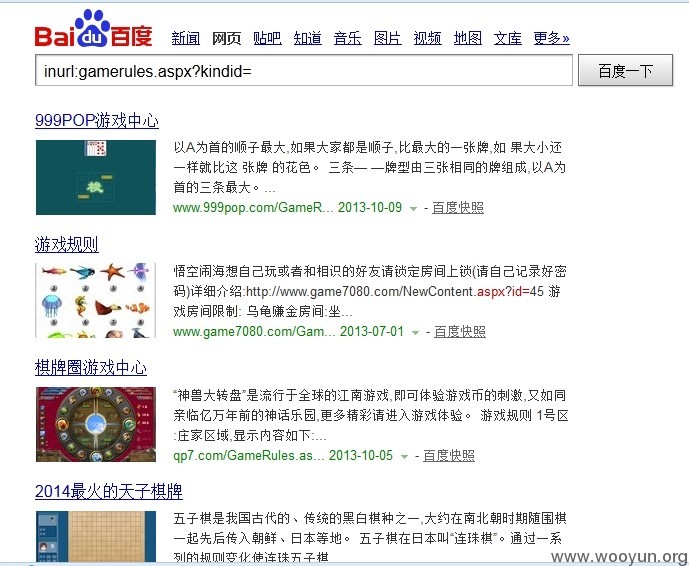 Bai du 百度 新闻 网页 贴吧 知道 音乐 图片 视频 地图 文库 更多»
inurl:gamerules.aspx?kindid= 百度一下
999POP游戏中心
以A为首的顺子最大,如果大家都是顺子,比最大的一张牌,如 果大小还
一样就比这 张牌 的花色。 三条— —牌型由三张相同的牌组成,以A为
首的三条最大。...
www.999pop.com/GameR... 2013-10-09 - 百度快照
游戏规则
悟空闹海想自己玩或者和相识的好友请锁定房间上锁(请自己记录好密
码)详细介绍:http://www.game7080.com/NewContent.aspx?id=45 游
戏房间限制: 乌龟赚金房间:坐...
www.game7080.com/Gam... 2013-07-01 - 百度快照
棋牌圈游戏中心
“神兽大转盘”是流行于全球的江南游戏,即可体验游戏币的刺激,又如同
亲临亿万年前的神话乐园,更多精彩请进入游戏体验。 游戏规则 1号区
:庄家区域,显示内容如下:...
qp7.com/GameRules.as... 2013-10-05 - 百度快照
2014最火的天子棋牌
五子棋是我国古代的、传统的黑白棋种之一,大约在南北朝时期随围棋
一起先后传入朝鲜、日本等地。 五子棋在日本叫“连珠棋”。通过一系
列的规则变化使连珠五子棋
www.wooyun.org